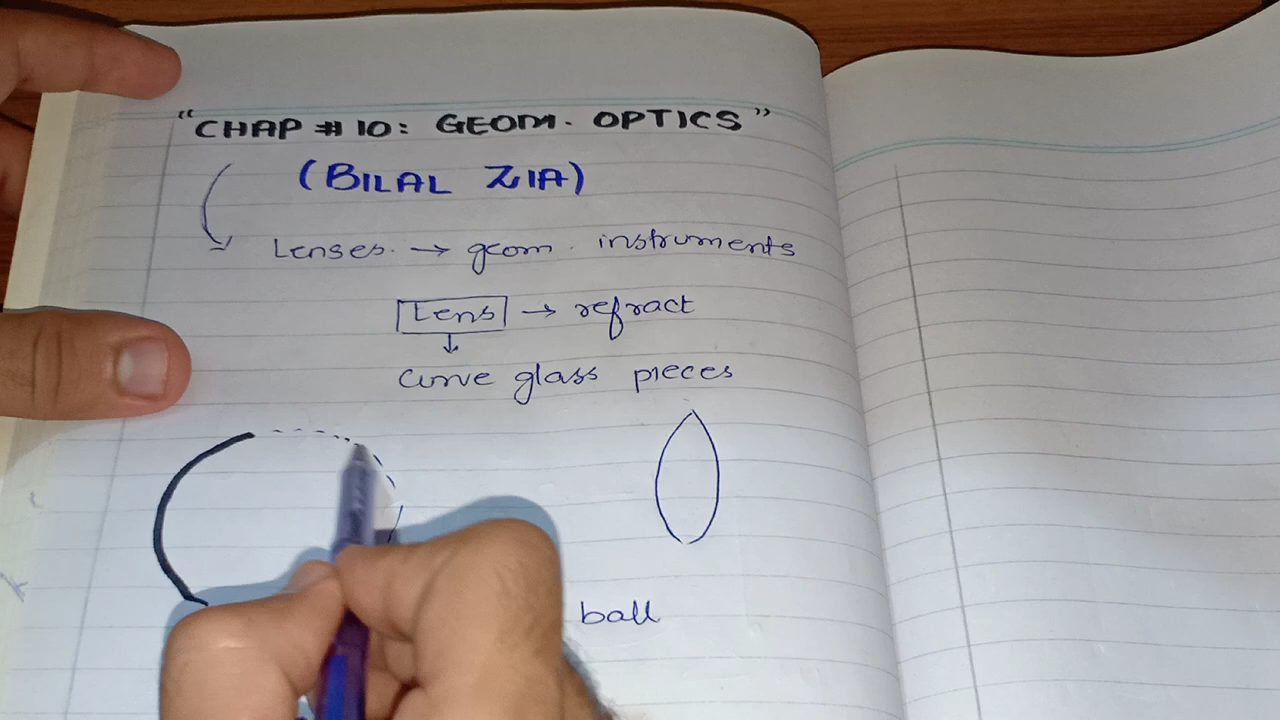 "CHAP # 10: GEOM. OPTICS"
(BILAL ZIA)
Lenses. → geom. instruments
Lens → refract
↓
curve glass pieces
ball